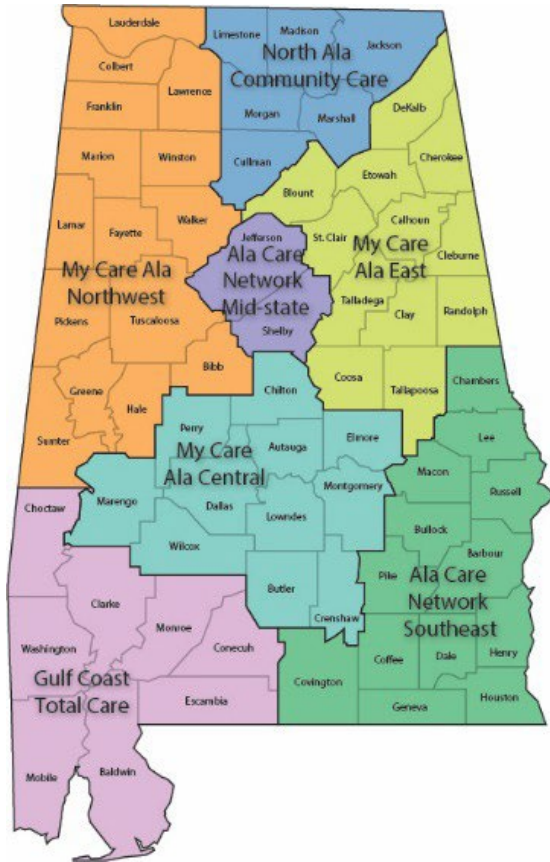 Lauderdale
Limestone
Madison
Jackson
North Ala
Community Care
Colbert
Lawrence
Franklin
Morgan
Marshall
DeKalb
Marion
Winston
Cullman
Cherokee
Etowah
Blount
Lamar
Fayette
Walker
Jefferson
St. Clair
Calhoun
Cleburne
My Care Ala
Northwest
Ala Care
Network
Mid-state
My Care
Ala East
Talladega
Clay
Randolph
Pickens
Tuscaloosa
Shelby
Bibb
Coosa
Tallapoosa
Chambers
Greene
Hale
Chilton
Sumter
Perry
Autauga
Elmore
Lee
My Care
Ala Central
Macon
Russell
Choctaw
Marengo
Dallas
Lowndes
Montgomery
Bullock
Wilcox
Barbour
Pike
Butler
Crenshaw
Ala Care
Network
Southeast
Clarke
Monroe
Washington
Conecuh
Coffee
Dale
Henry
Gulf Coast
Total Care
Covington
Escambia
Geneva
Houston
Mobile
Baldwin